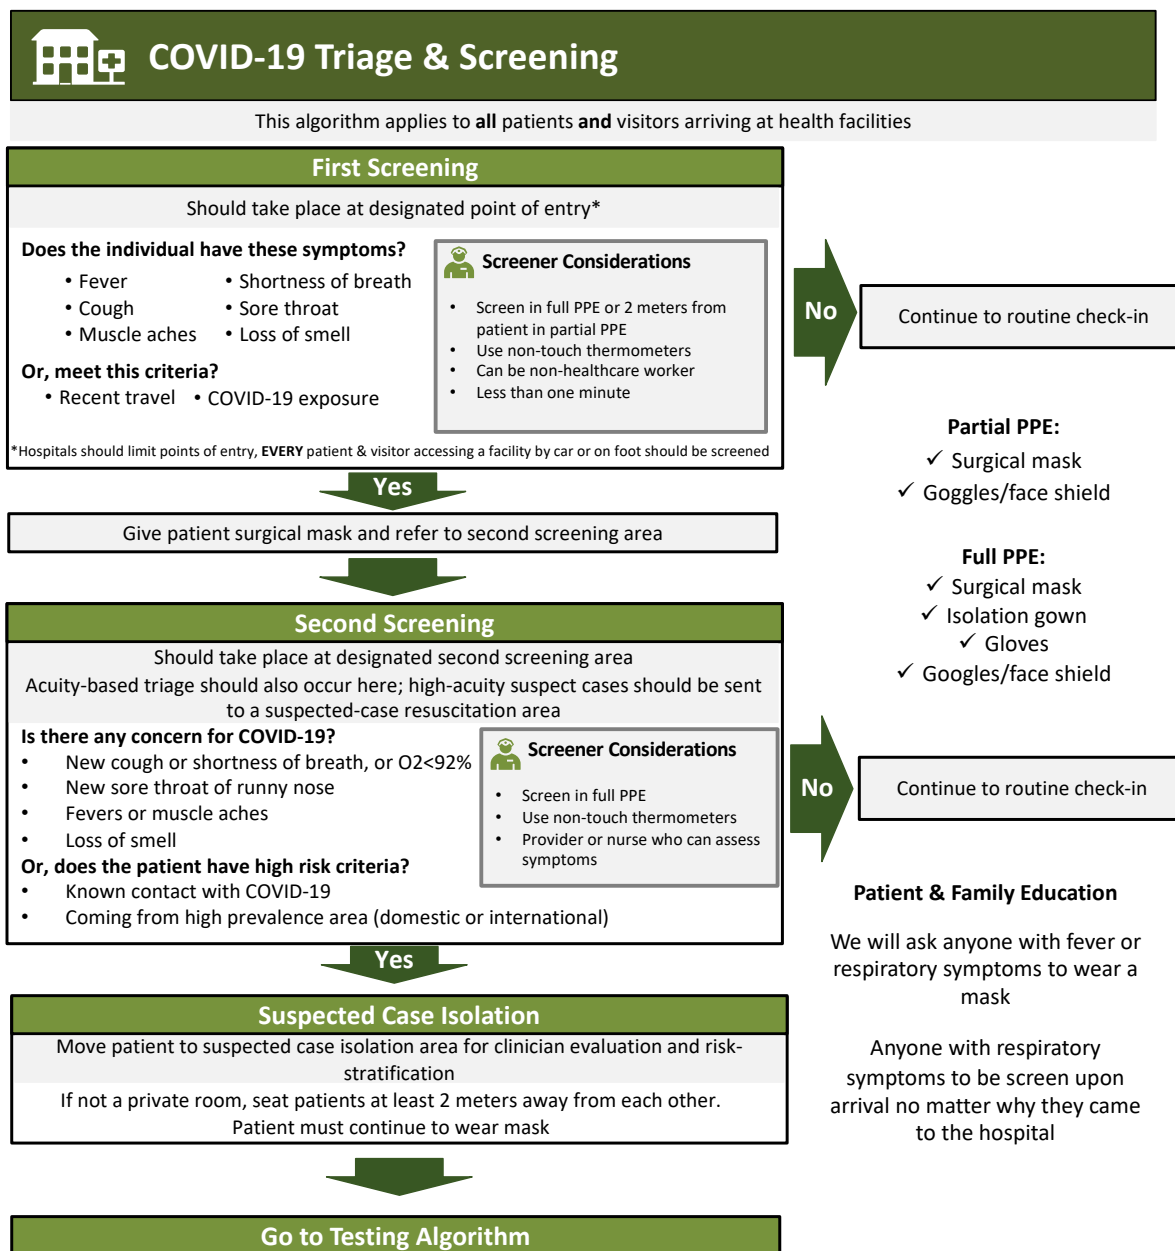 COVID-19 Triage & Screening
This algorithm applies to all patients and visitors arriving at health facilities
First Screening
Should take place at designated point of entry*
Does the individual have these symptoms?
• Fever
• Cough
• Muscle aches
• Shortness of breath
• Sore throat
• Loss of smell
Or, meet this criteria?
• Recent travel • COVID-19 exposure
Screener Considerations
• Screen in full PPE or 2 meters from
patient in partial PPE
• Use non-touch thermometers
• Can be non-healthcare worker
• Less than one minute
*Hospitals should limit points of entry, EVERY patient & visitor accessing a facility by car or on foot should be screened
No
Continue to routine check-in
Yes
Give patient surgical mask and refer to second screening area
Partial PPE:
✓ Surgical mask
✓ Goggles/face shield
Full PPE:
✓ Surgical mask
✓ Isolation gown
✓ Gloves
✓ Googles/face shield
Second Screening
Should take place at designated second screening area
Acuity-based triage should also occur here; high-acuity suspect cases should be sent
to a suspected-case resuscitation area
Is there any concern for COVID-19?
• New cough or shortness of breath, or O2<92%
• New sore throat of runny nose
• Fevers or muscle aches
• Loss of smell
Or, does the patient have high risk criteria?
• Known contact with COVID-19
• Coming from high prevalence area (domestic or international)
Screener Considerations
• Screen in full PPE
• Use non-touch thermometers
• Provider or nurse who can assess
symptoms
No
Continue to routine check-in
Yes
Patient & Family Education
We will ask anyone with fever or
respiratory symptoms to wear a
mask
Anyone with respiratory
symptoms to be screen upon
arrival no matter why they came
to the hospital
Suspected Case Isolation
Move patient to suspected case isolation area for clinician evaluation and risk-
stratification
If not a private room, seat patients at least 2 meters away from each other.
Patient must continue to wear mask
Go to Testing Algorithm